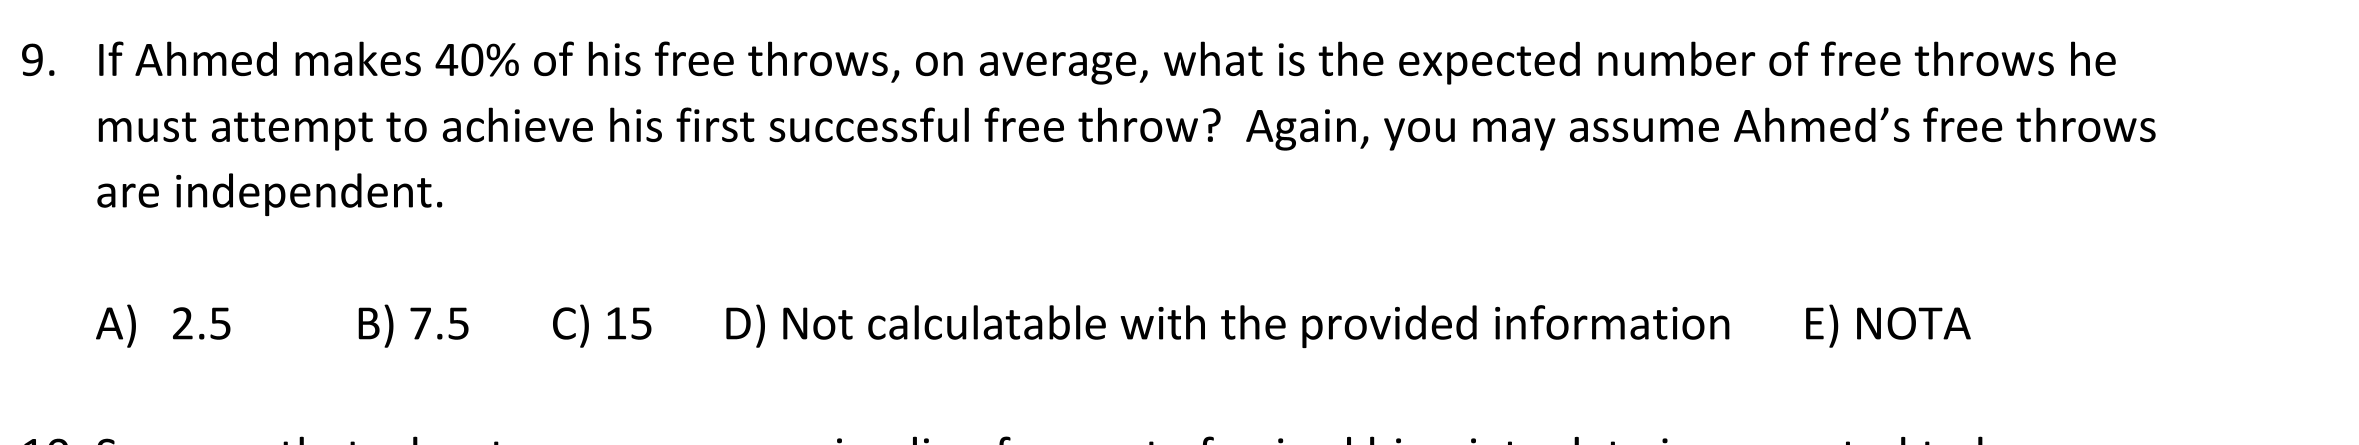 9. If Ahmed makes 40% of his free throws, on average, what is the expected number of free throws he
must attempt to achieve his first successful free throw? Again, you may assume Ahmed’s free throws
are independent.
A) 2.5 B) 7.5 C) 15 D) Not calculatable with the provided information E) NOTA